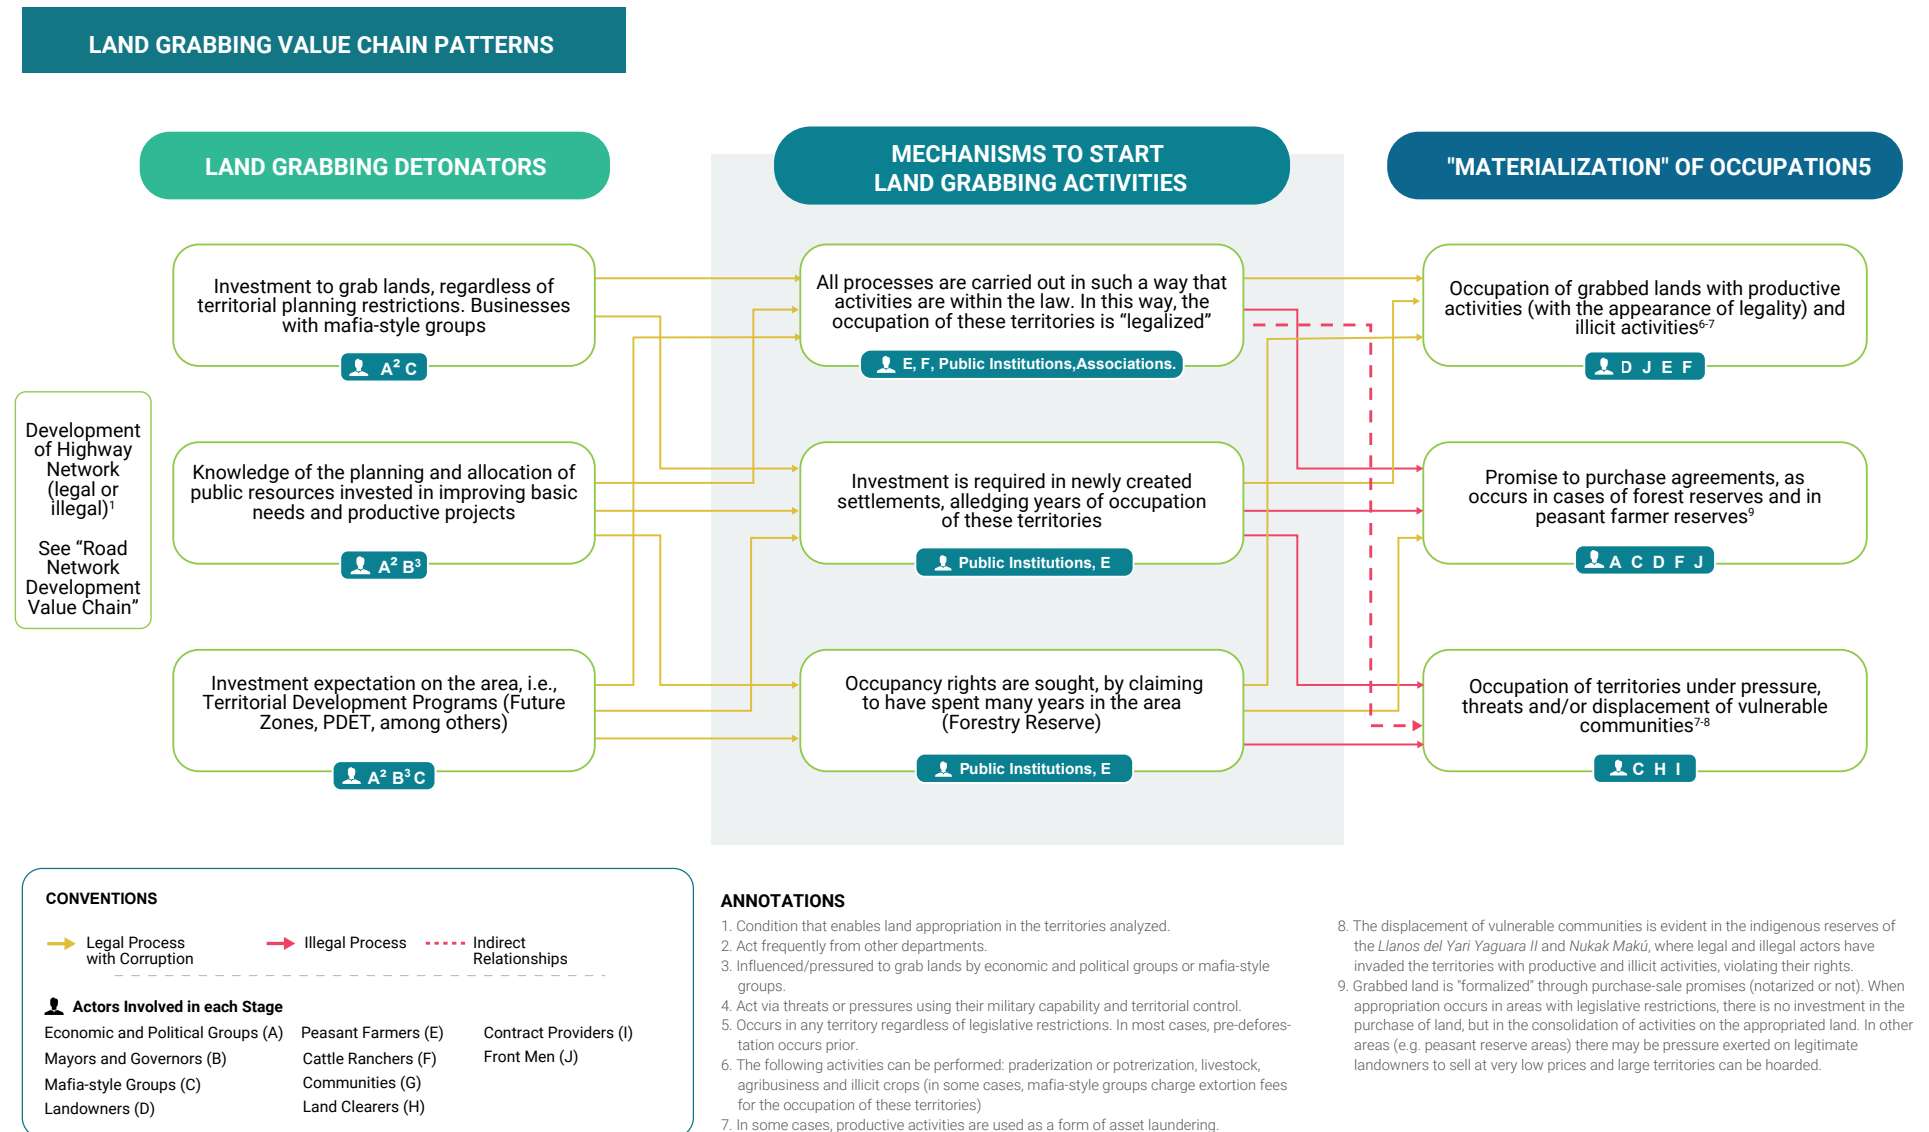 LAND GRABBING VALUE CHAIN PATTERNS
LAND GRABBING DETONATORS
MECHANISMS TO START
LAND GRABBING ACTIVITIES
"MATERIALIZATION" OF OCCUPATION5
Development
of Highway
Network
(legal or
illegal)¹
See “Road
Network
Development
Value Chain”
Investment to grab lands, regardless of
territorial planning restrictions. Businesses
with mafia-style groups
A² C
Knowledge of the planning and allocation of
public resources invested in improving basic
needs and productive projects
A² B³
Investment expectation on the area, i.e.,
Territorial Development Programs (Future
Zones, PDET, among others)
A² B³ C
All processes are carried out in such a way that
activities are within the law. In this way, the
occupation of these territories is “legalized”
E, F, Public Institutions,Associations.
Investment is required in newly created
settlements, alledging years of occupation
of these territories
Public Institutions, E
Occupancy rights are sought, by claiming
to have spent many years in the area
(Forestry Reserve)
Public Institutions, E
Occupation of grabbed lands with productive
activities (with the appearance of legality) and
illicit activities⁶⁻⁷
D J E F
Promise to purchase agreements, as
occurs in cases of forest reserves and in
peasant farmer reserves⁹
A C D F J
Occupation of territories under pressure,
threats and/or displacement of vulnerable
communities⁷⁻⁸
C H I
CONVENTIONS
Legal Process
with Corruption
Illegal Process
Indirect
Relationships
Actors Involved in each Stage
Economic and Political Groups (A)
Mayors and Governors (B)
Mafia-style Groups (C)
Landowners (D)
Peasant Farmers (E)
Cattle Ranchers (F)
Communities (G)
Land Clearers (H)
Contract Providers (I)
Front Men (J)
ANNOTATIONS
1. Condition that enables land appropriation in the territories analyzed.
2. Act frequently from other departments.
3. Influenced/pressured to grab lands by economic and political groups or mafia-style
groups.
4. Act via threats or pressures using their military capability and territorial control.
5. Occurs in any territory regardless of legislative restrictions. In most cases, pre-defores-
tation occurs prior.
6. The following activities can be performed: praderization or potrerization, livestock,
agribusiness and illicit crops (in some cases, mafia-style groups charge extortion fees
for the occupation of these territories)
7. In some cases, productive activities are used as a form of asset laundering.
8. The displacement of vulnerable communities is evident in the indigenous reserves of
the Llanos del Yari Yaguara II and Nukak Makú, where legal and illegal actors have
invaded the territories with productive and illicit activities, violating their rights.
9. Grabbed land is "formalized" through purchase-sale promises (notarized or not). When
appropriation occurs in areas with legislative restrictions, there is no investment in the
purchase of land, but in the consolidation of activities on the appropriated land. In other
areas (e.g. peasant reserve areas) there may be pressure exerted on legitimate
landowners to sell at very low prices and large territories can be hoarded.